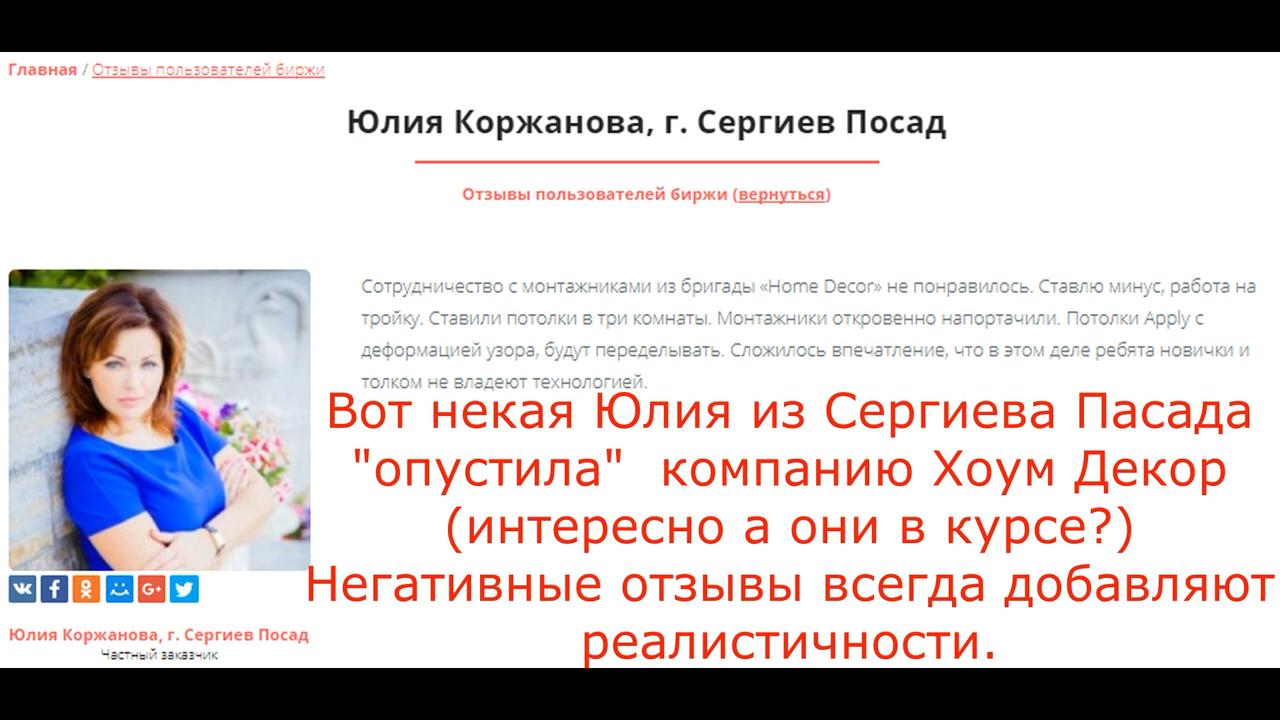 Главная / Отзывы пользователей биржи
Юлия Коржанова, г. Сергиев Посад
Отзывы пользователей биржи (вернуться)
Сотрудничество с монтажниками из бригады «Home Decor» не понравилось. Ставлю минус, работа на
тройку. Ставили потолки в три комнаты. Монтажники откровенно напортачили. Потолки Apply с
деформацией узора, будут переделывать. Сложилось впечатление, что в этом деле ребята новички и
толком не владеют технологией.
Вот некая Юлия из Сергиева Пасада
"опустила" компанию Хоум Декор
(интересно а они в курсе?)
Негативные отзывы всегда добавляют
реалистичности.
Юлия Коржанова, г. Сергиев Посад
Частный заказчик